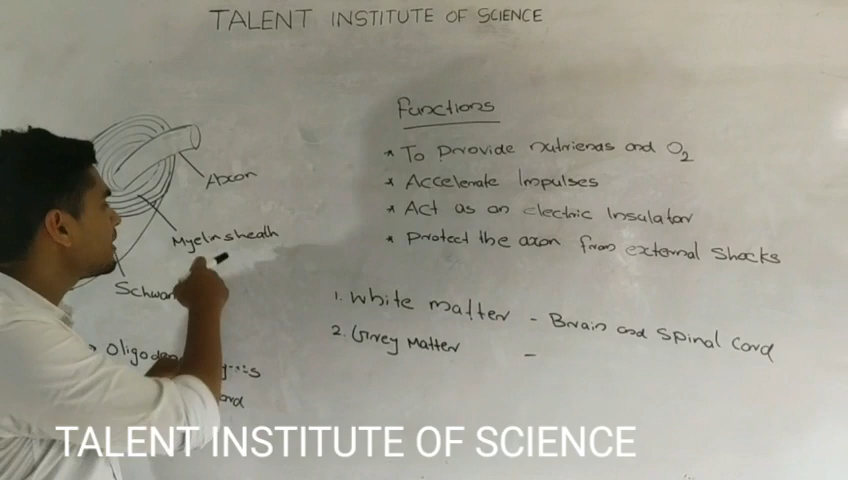 TALENT INSTITUTE OF SCIENCE
Axon
Myelinsheath
Schwan
Functions
* To provide nutrienas and O2
* Accelerate Impulses
* Act as an electric Insulator
* Protect the axon from external shocks
1. White matter - Brain and Spinal Cord
2. Grey Matter -
Oligoden
TALENT INSTITUTE OF SCIENCE